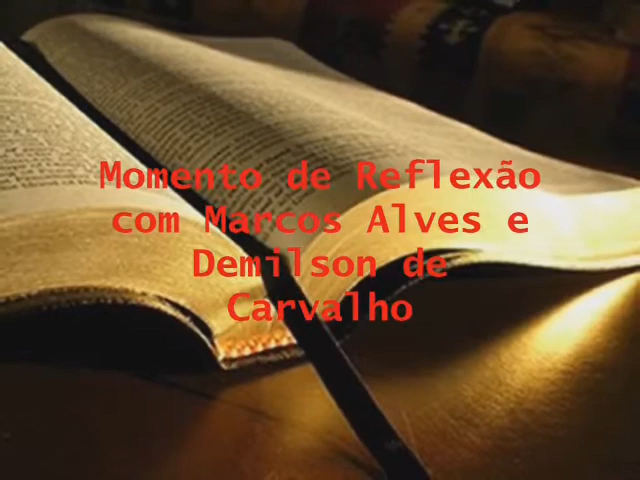 Momento de Reflexão
com Marcos Alves e
Demilson de
Carvalho